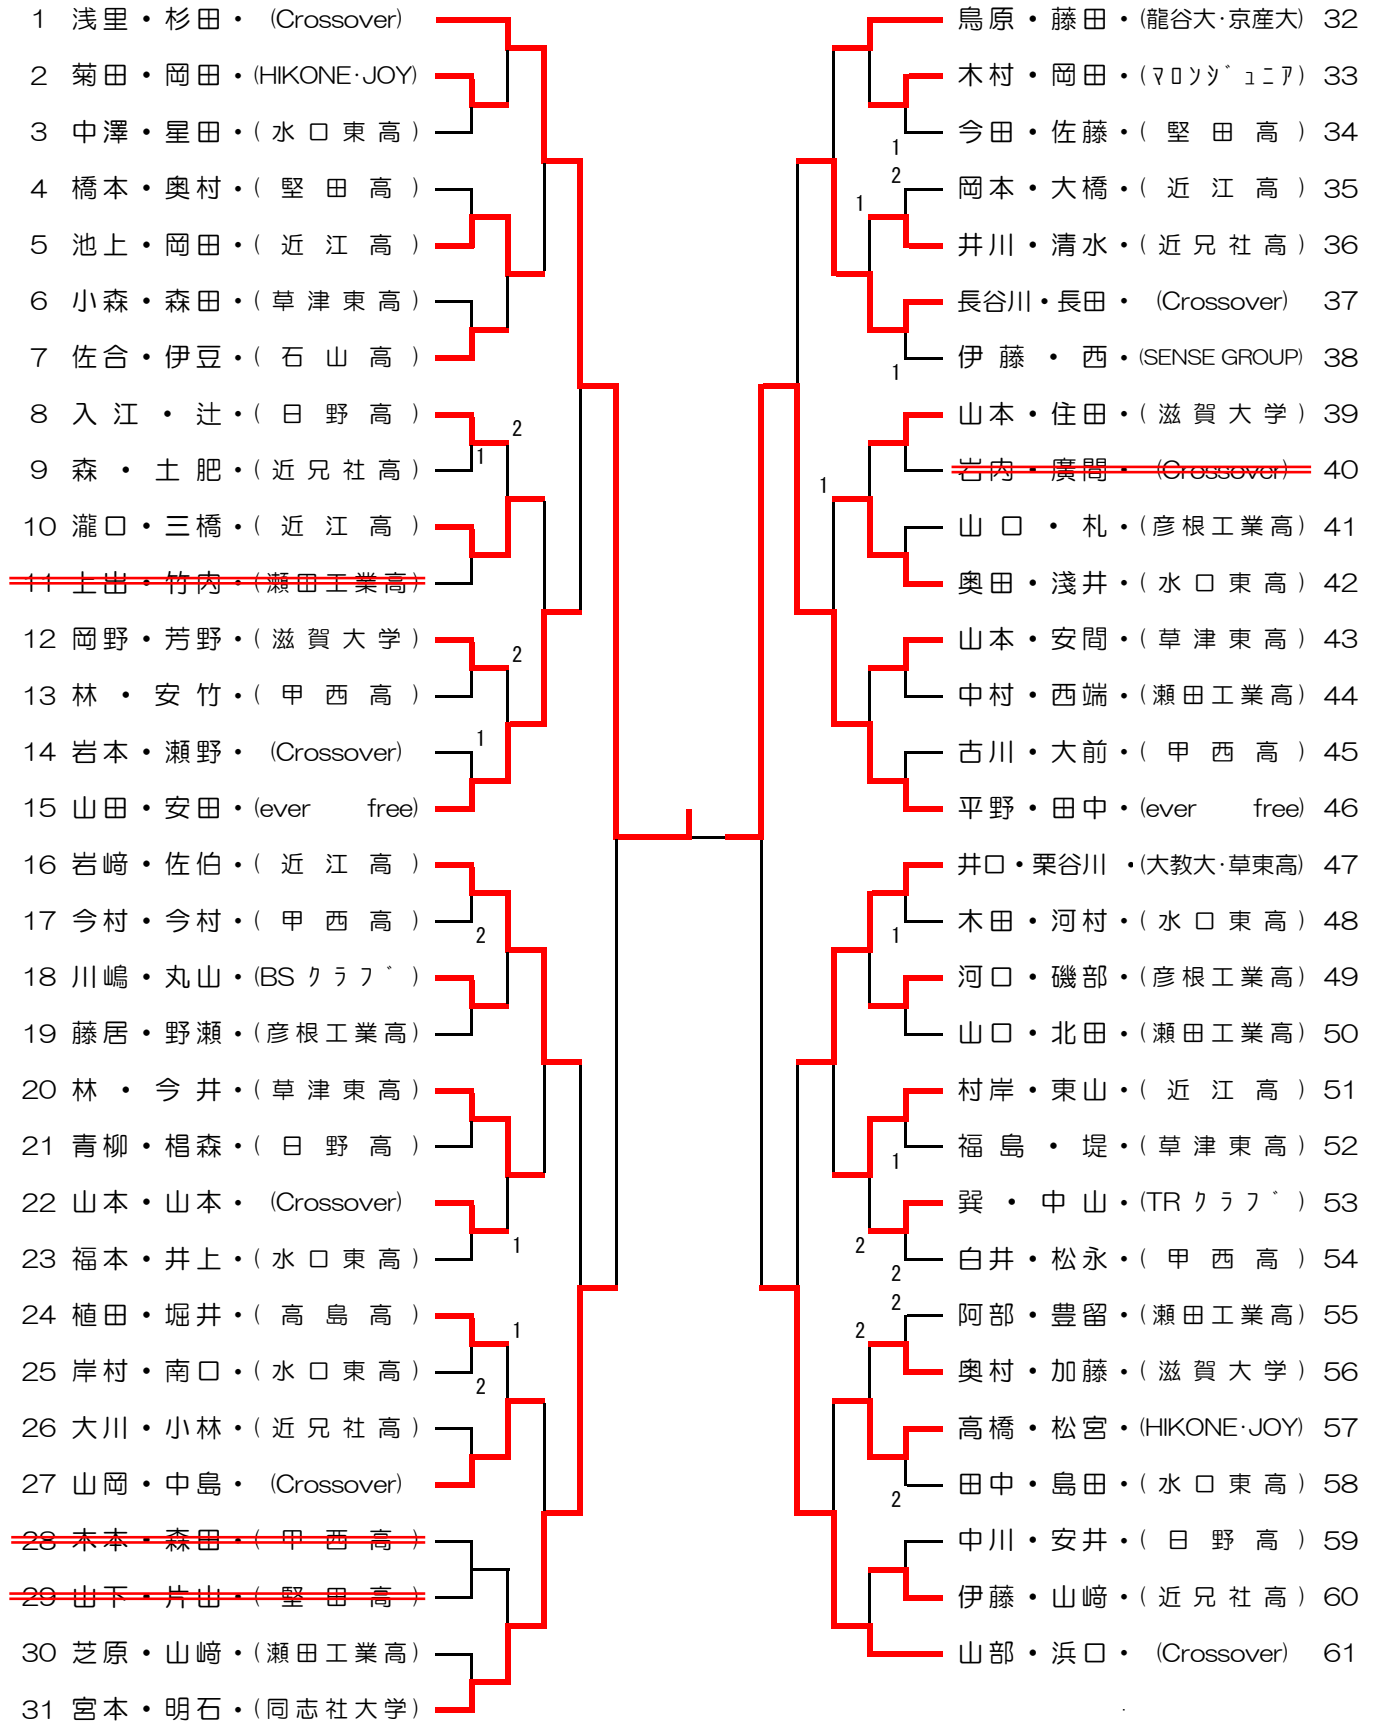 1 浅里・杉田・ (Crossover)
2 菊田・岡田・(HIKONE･JOY)
3 中澤・星田・( 水口東高 )
4 橋本・奥村・( 堅田高 )
5 池上・岡田・( 近江高 )
6 小森・森田・( 草津東高 )
7 佐合・伊豆・( 石山高 )
8 入江・辻・( 日野高 )
2
9 森・土肥・( 近兄社高 )
1
10 瀧口・三橋・( 近江高 )
11 上出・竹内・(瀬田工業高)
12 岡野・芳野・( 滋賀大学 )
2
13 林・安竹・( 甲西高 )
14 岩本・瀬野・ (Crossover)
1
15 山田・安田・(ever free)
16 岩﨑・佐伯・( 近江高 )
17 今村・今村・( 甲西高 )
2
18 川嶋・丸山・(BS ｸﾗﾌﾞ )
19 藤居・野瀬・(彦根工業高)
20 林・今井・( 草津東高 )
21 青柳・椙森・( 日野高 )
22 山本・山本・ (Crossover)
1
23 福本・井上・( 水口東高 )
24 植田・堀井・( 高島高 )
1
25 岸村・南口・( 水口東高 )
2
26 大川・小林・( 近兄社高 )
27 山岡・中島・ (Crossover)
28 木本・森田・( 甲西高 )
29 山下・片山・( 堅田高 )
30 芝原・山﨑・(瀬田工業高)
31 宮本・明石・(同志社大学)
鳥原・藤田・(龍谷大･京産大) 32
木村・岡田・(ﾏﾛﾝｼﾞｭﾆｱ) 33
今田・佐藤・( 堅田高 ) 34
1
2
岡本・大橋・( 近江高 ) 35
1
井川・清水・( 近兄社高 ) 36
長谷川・長田・ (Crossover) 37
伊藤・西・(SENSE GROUP) 38
1
山本・住田・( 滋賀大学 ) 39
岩内・廣間・ (Crossover) 40
1
山口・札・(彦根工業高) 41
奥田・淺井・( 水口東高 ) 42
山本・安間・( 草津東高 ) 43
中村・西端・(瀬田工業高) 44
古川・大前・( 甲西高 ) 45
平野・田中・(ever free) 46
井口・栗谷川・(大教大･草東高) 47
木田・河村・( 水口東高 ) 48
1
河口・磯部・(彦根工業高) 49
山口・北田・(瀬田工業高) 50
村岸・東山・( 近江高 ) 51
福島・堤・( 草津東高 ) 52
1
巽・中山・(TR ｸﾗﾌﾞ ) 53
2
白井・松永・( 甲西高 ) 54
2
2
阿部・豊留・(瀬田工業高) 55
2
奥村・加藤・( 滋賀大学 ) 56
高橋・松宮・(HIKONE･JOY) 57
田中・島田・( 水口東高 ) 58
2
中川・安井・( 日野高 ) 59
伊藤・山﨑・( 近兄社高 ) 60
山部・浜口・ (Crossover) 61